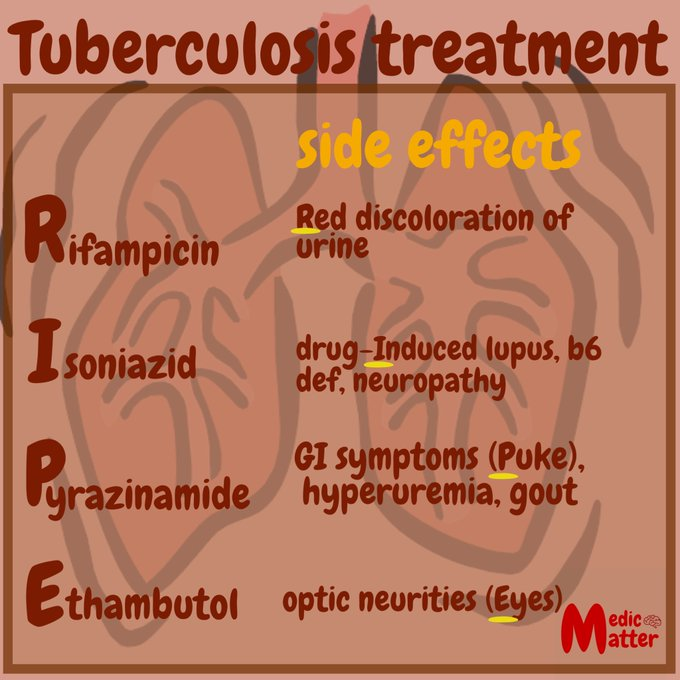 Tuberculosis treatment
side effects
Rifampicin
Red discoloration of
urine
Isoniazid
drug-Induced lupus, b6
def, neuropathy
Pyrazinamide
GI symptoms (Puke),
hyperuremia, gout
Ethambutol
optic neurities (Eyes)
Medic
Matter